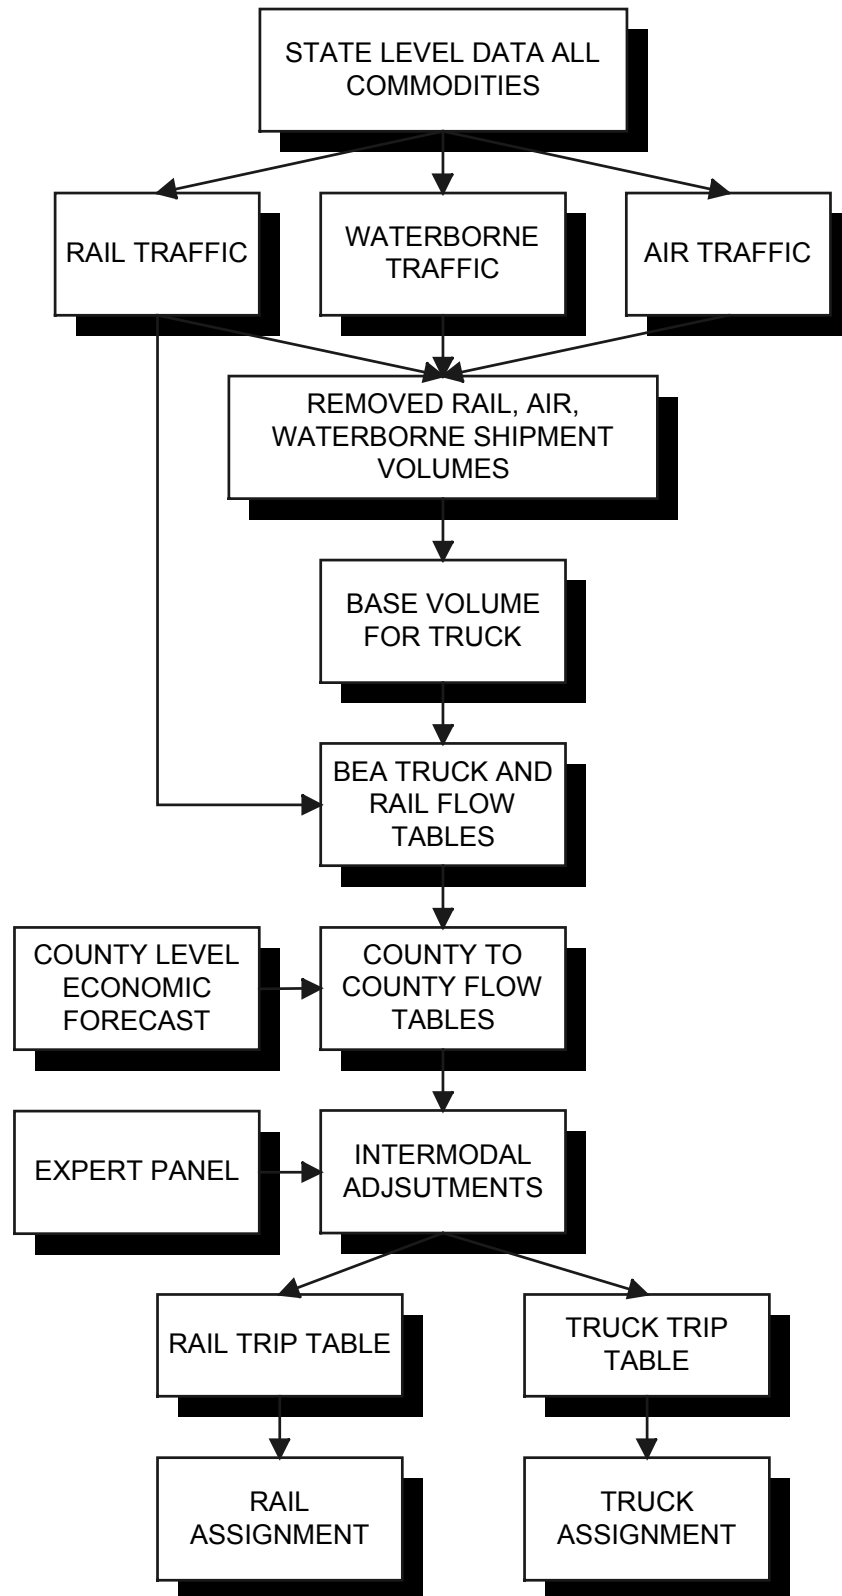 STATE LEVEL DATA ALL
COMMODITIES
RAIL TRAFFIC
WATERBORNE
TRAFFIC
AIR TRAFFIC
REMOVED RAIL, AIR,
WATERBORNE SHIPMENT
VOLUMES
BASE VOLUME
FOR TRUCK
BEA TRUCK AND
RAIL FLOW
TABLES
COUNTY LEVEL
ECONOMIC
FORECAST
COUNTY TO
COUNTY FLOW
TABLES
EXPERT PANEL
INTERMODAL
ADJSUTMENTS
RAIL TRIP TABLE
TRUCK TRIP
TABLE
RAIL
ASSIGNMENT
TRUCK
ASSIGNMENT